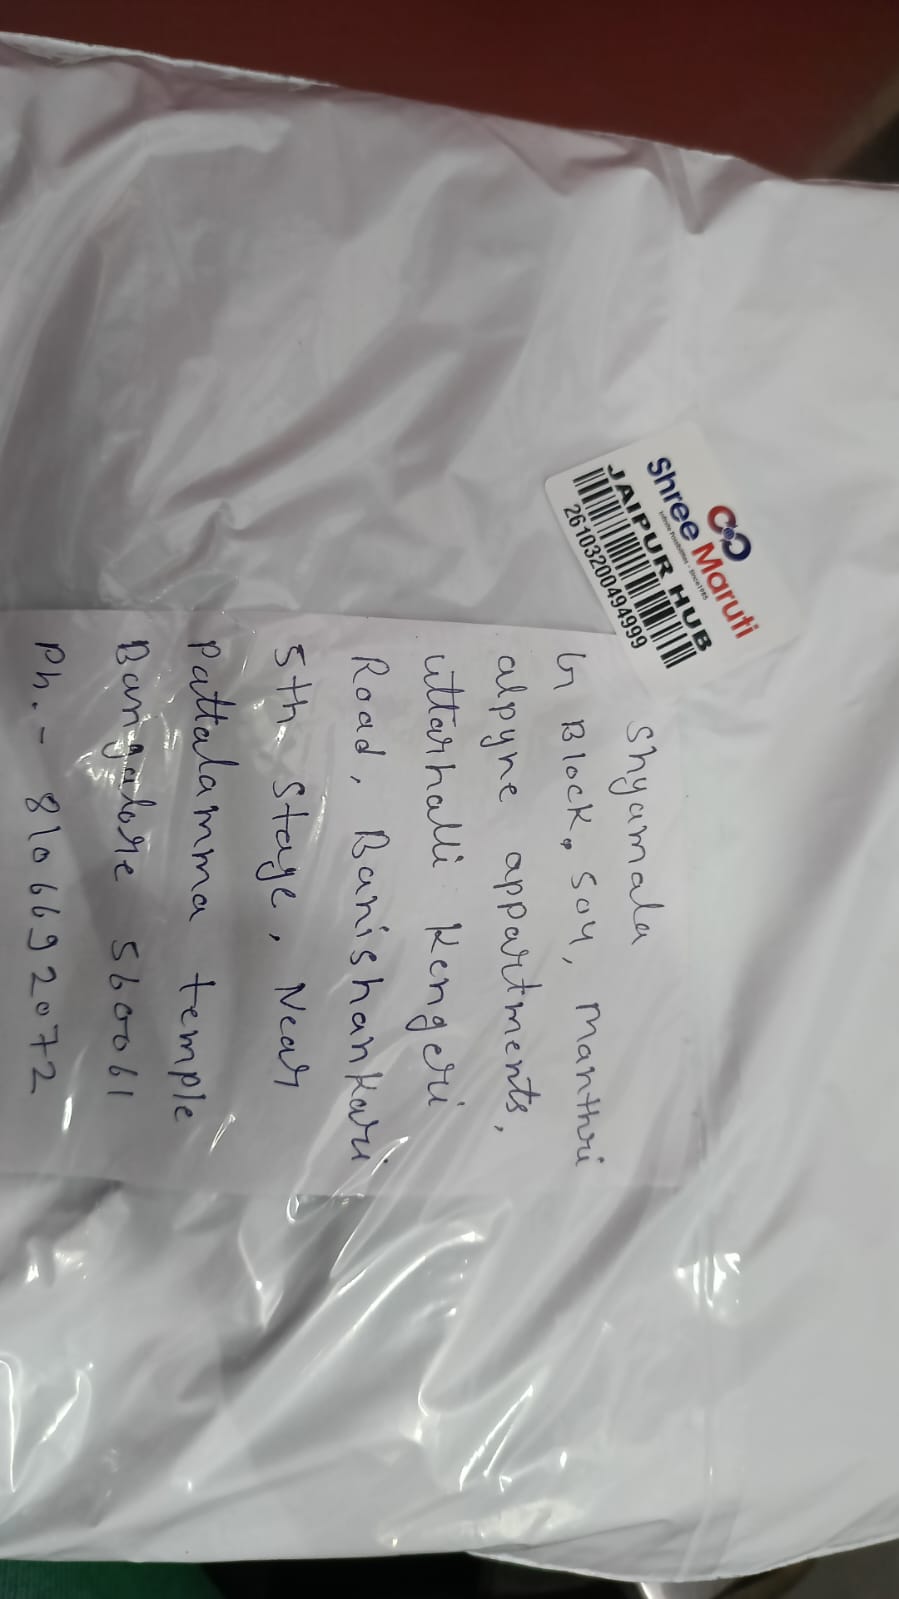 Shree Maruti
JAIPUR HUB
26103200494999
Shyamala
G Block, 504, Manthri
alpyne appartments,
uttarhalli Kengeri
Road, Banishankari
5th Stage, Near
Pattalamma temple
Bangalore 560061
Ph. - 8106692072